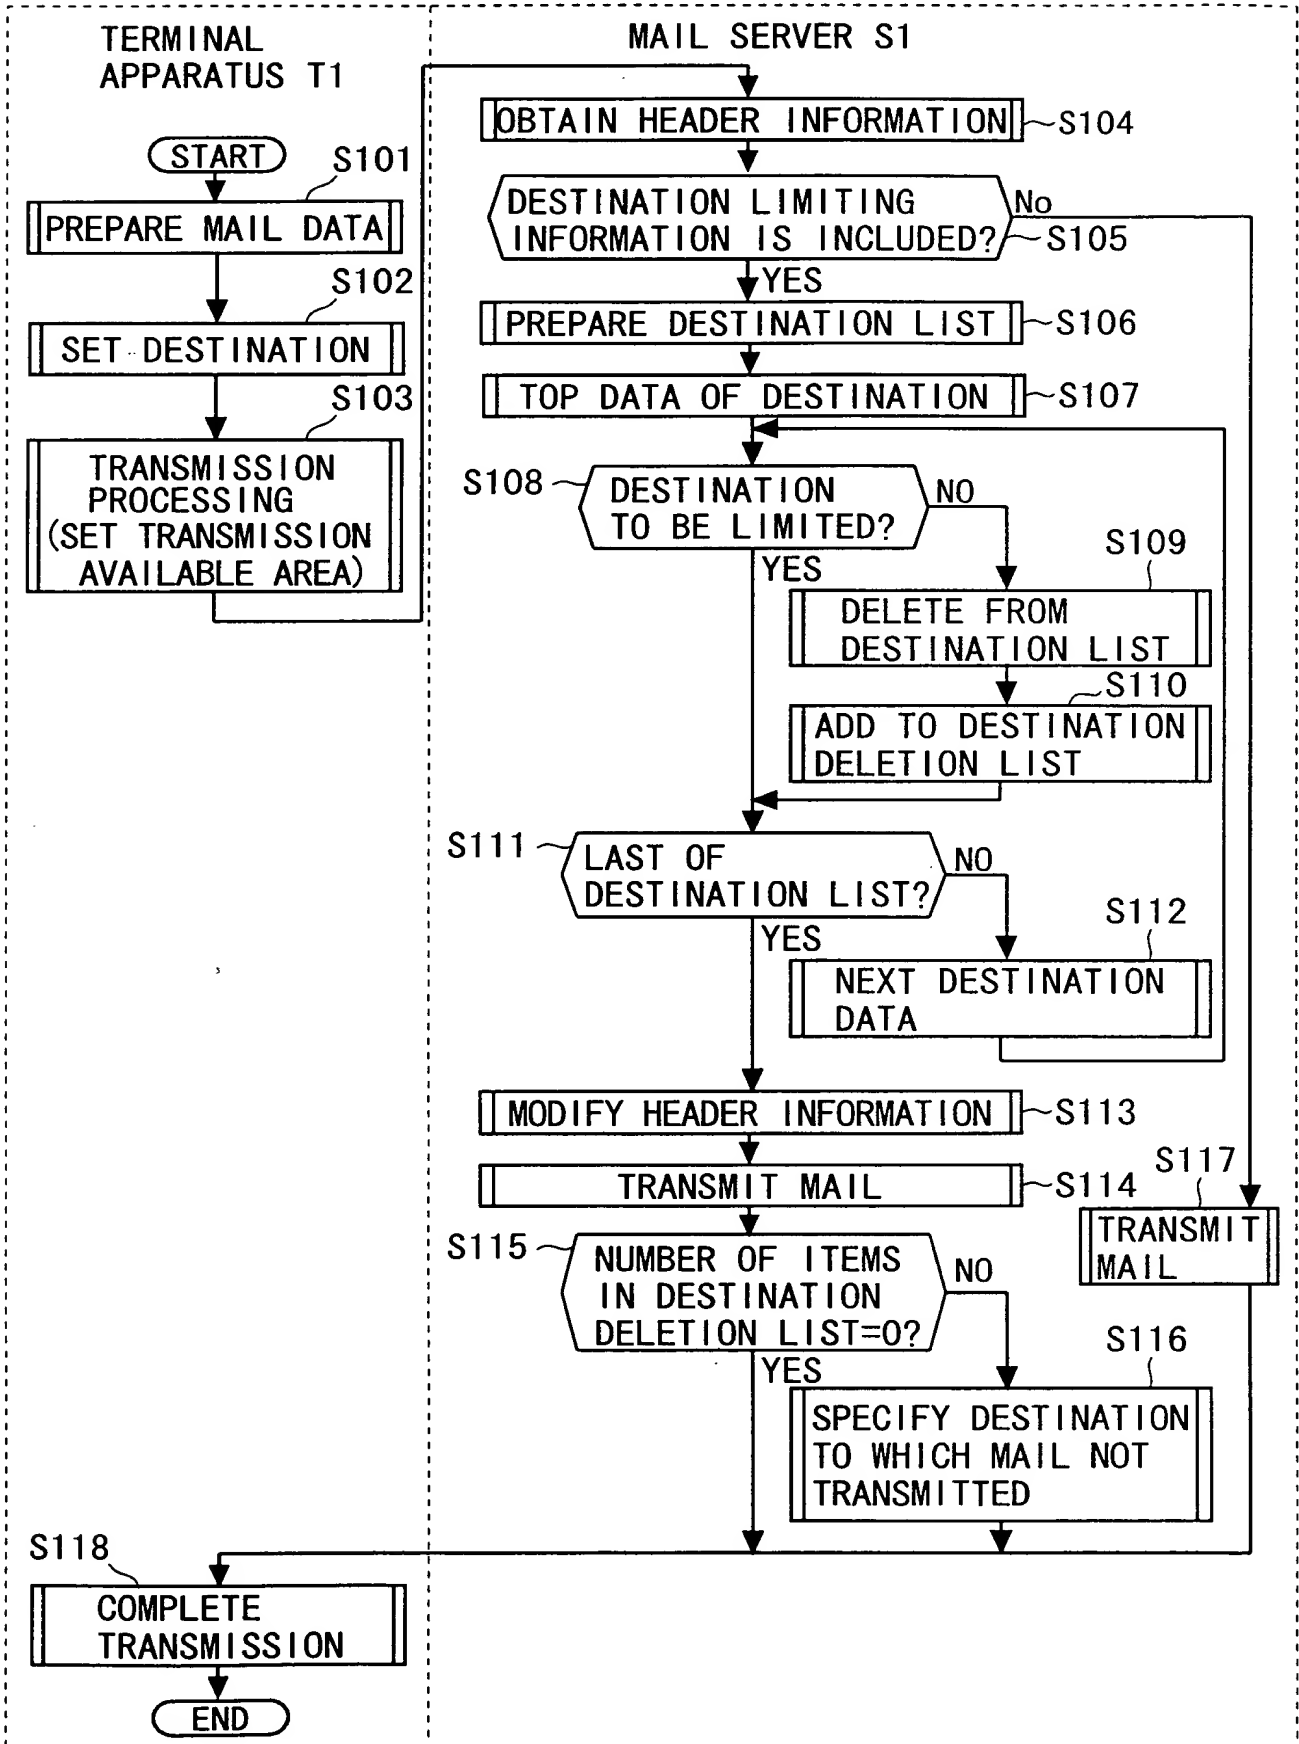 TERMINAL
APPARATUS T1
START
S101
PREPARE MAIL DATA
S102
SET DESTINATION
S103
TRANSMISSION
PROCESSING
(SET TRANSMISSION
AVAILABLE AREA)
MAIL SERVER S1
OBTAIN HEADER INFORMATION
S104
DESTINATION LIMITING
INFORMATION IS INCLUDED?
No
S105
YES
PREPARE DESTINATION LIST
S106
TOP DATA OF DESTINATION
S107
S108
DESTINATION
TO BE LIMITED?
NO
YES
S109
DELETE FROM
DESTINATION LIST
S110
ADD TO DESTINATION
DELETION LIST
S111
LAST OF
DESTINATION LIST?
NO
YES
S112
NEXT DESTINATION
DATA
MODIFY HEADER INFORMATION
S113
TRANSMIT MAIL
S114
S117
TRANSMIT
MAIL
S115
NUMBER OF ITEMS
IN DESTINATION
DELETION LIST=0?
NO
YES
S116
SPECIFY DESTINATION
TO WHICH MAIL NOT
TRANSMITTED
S118
COMPLETE
TRANSMISSION
END